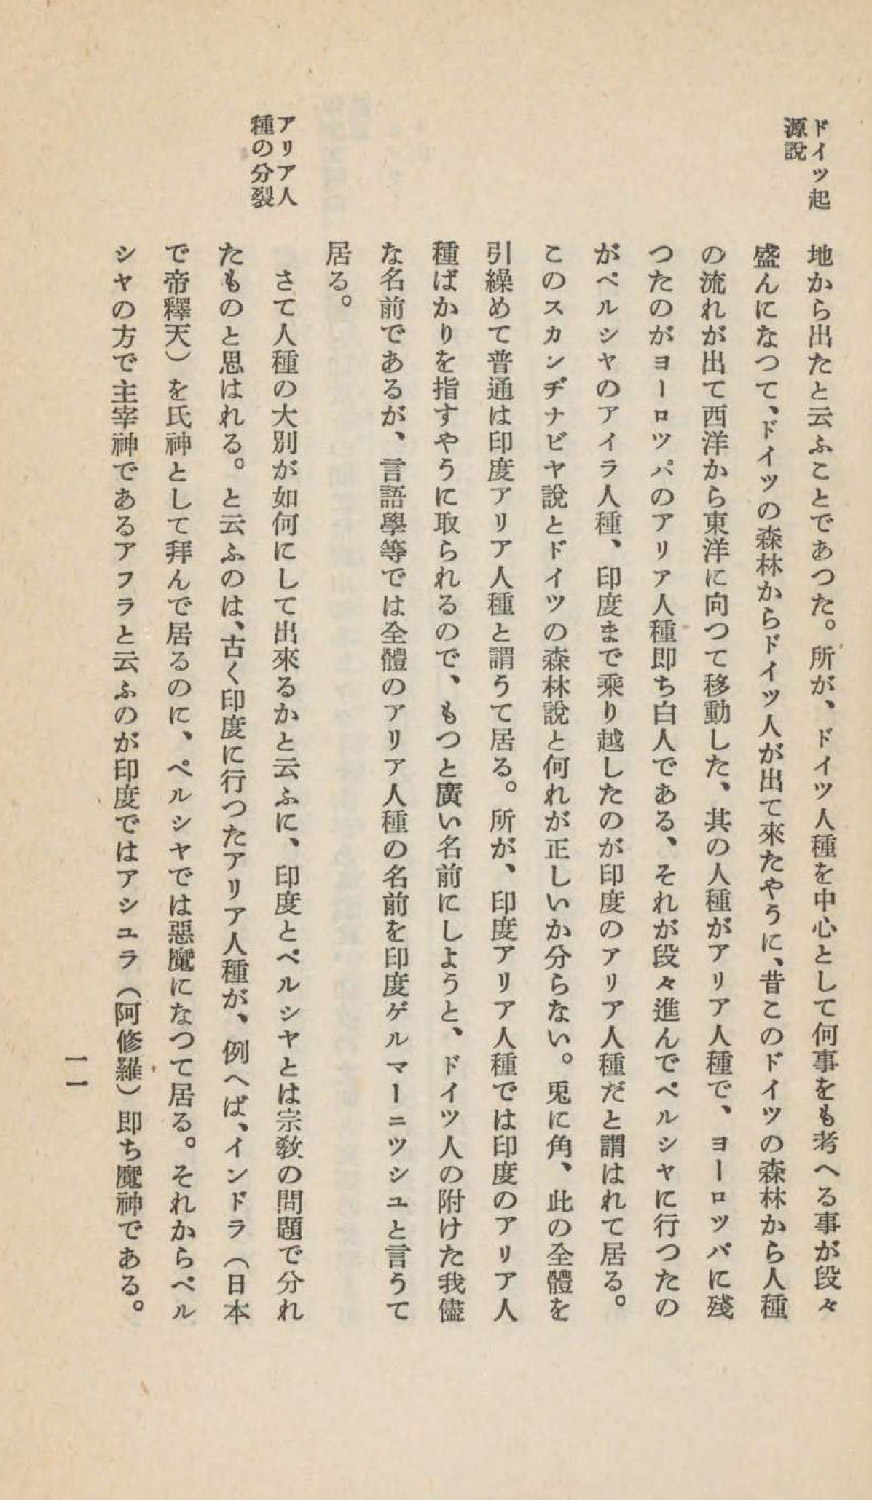 ドイツ起
源說
地から出たと云ふことであつた。所が、ドイツ人種を中心として何事をも考へる事が段々
盛んになつて、ドイツの森林からドイツ人が出て來たやうに、昔このドイツの森林から人種
の流れが出て西洋から東洋に向つて移動した、其の人種がアリア人種で、ヨーロツパに殘
つたのがヨーロツパのアリア人種即ち白人である、それが段々進んでペルシヤに行つたの
がペルシヤのアイラ人種、印度まで乘り越したのが印度のアリア人種だと謂はれて居る。
このスカンヂナビヤ說とドイツの森林說と何れが正しいか分らない。兎に角、此の全體を
引繰めて普通は印度アリア人種と謂うて居る。所が、印度アリア人種では印度のアリア人
種ばかりを指すやうに取られるので、もつと廣い名前にしようと、ドイツ人の附けた我儘
な名前であるが、言語學等では全體のアリア人種の名前を印度ゲルマーニツシユと言うて
居る。
アリア人
種の分裂
さて人種の大別が如何にして出來るかと云ふに、印度とペルシヤとは宗敎の問題で分れ
たものと思はれる。と云ふのは、古く印度に行つたアリア人種が、例へば、インドラ（日本
で帝釋天）を氏神として拜んで居るのに、ペルシヤでは惡魔になつて居る。それからペル
シヤの方で主宰神であるアフラと云ふのが印度ではアシユラ（阿修羅）即ち魔神である。
一一